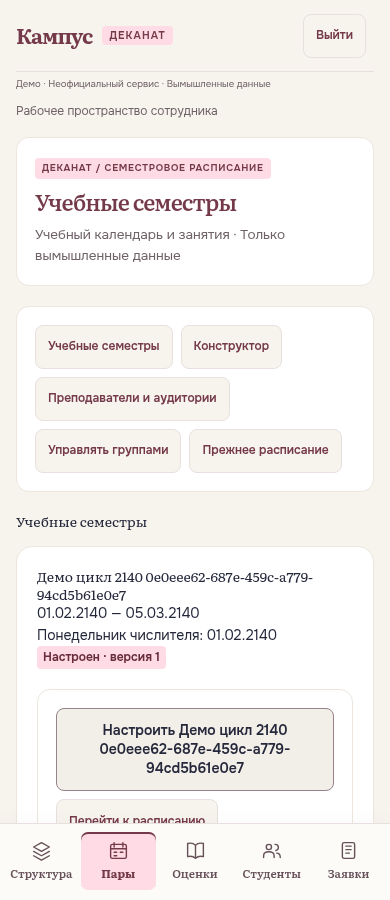 Кампус ДЕКАНАТ Выйти
Демо · Неофициальный сервис · Вымышленные данные
Рабочее пространство сотрудника
ДЕКАНАТ / СЕМЕСТРОВОЕ РАСПИСАНИЕ
Учебные семестры
Учебный календарь и занятия · Только
вымышленные данные
Учебные семестры Конструктор
Преподаватели и аудитории
Управлять группами Прежнее расписание
Учебные семестры
Демо цикл 2140 0e0eee62-687e-459c-a779-
94cd5b61e0e7
01.02.2140 — 05.03.2140
Понедельник числителя: 01.02.2140
Настроен · версия 1
Настроить Демо цикл 2140
0e0eee62-687e-459c-a779-
94cd5b61e0e7
Перейти к расписанию
Структура Пары Оценки Студенты Заявки